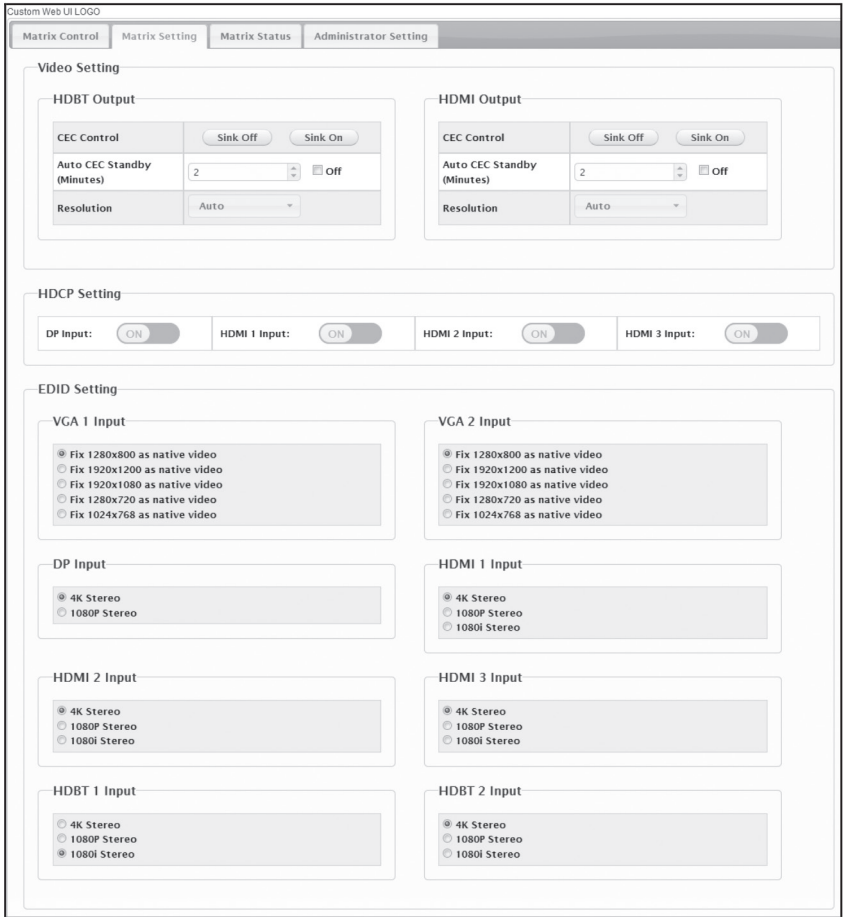 Custom Web UI LOGO
Matrix Control Matrix Setting Matrix Status Administrator Setting
Video Setting
HDBT Output
CEC Control Sink Off Sink On
Auto CEC Standby
(Minutes) 2 Off
Resolution Auto
HDMI Output
CEC Control Sink Off Sink On
Auto CEC Standby
(Minutes) 2 Off
Resolution Auto
HDCP Setting
DP Input: ON HDMI 1 Input: ON HDMI 2 Input: ON HDMI 3 Input: ON
EDID Setting
VGA 1 Input
Fix 1280x800 as native video
Fix 1920x1200 as native video
Fix 1920x1080 as native video
Fix 1280x720 as native video
Fix 1024x768 as native video
VGA 2 Input
Fix 1280x800 as native video
Fix 1920x1200 as native video
Fix 1920x1080 as native video
Fix 1280x720 as native video
Fix 1024x768 as native video
DP Input
4K Stereo
1080P Stereo
HDMI 1 Input
4K Stereo
1080P Stereo
1080i Stereo
HDMI 2 Input
4K Stereo
1080P Stereo
1080i Stereo
HDMI 3 Input
4K Stereo
1080P Stereo
1080i Stereo
HDBT 1 Input
4K Stereo
1080P Stereo
1080i Stereo
HDBT 2 Input
4K Stereo
1080P Stereo
1080i Stereo